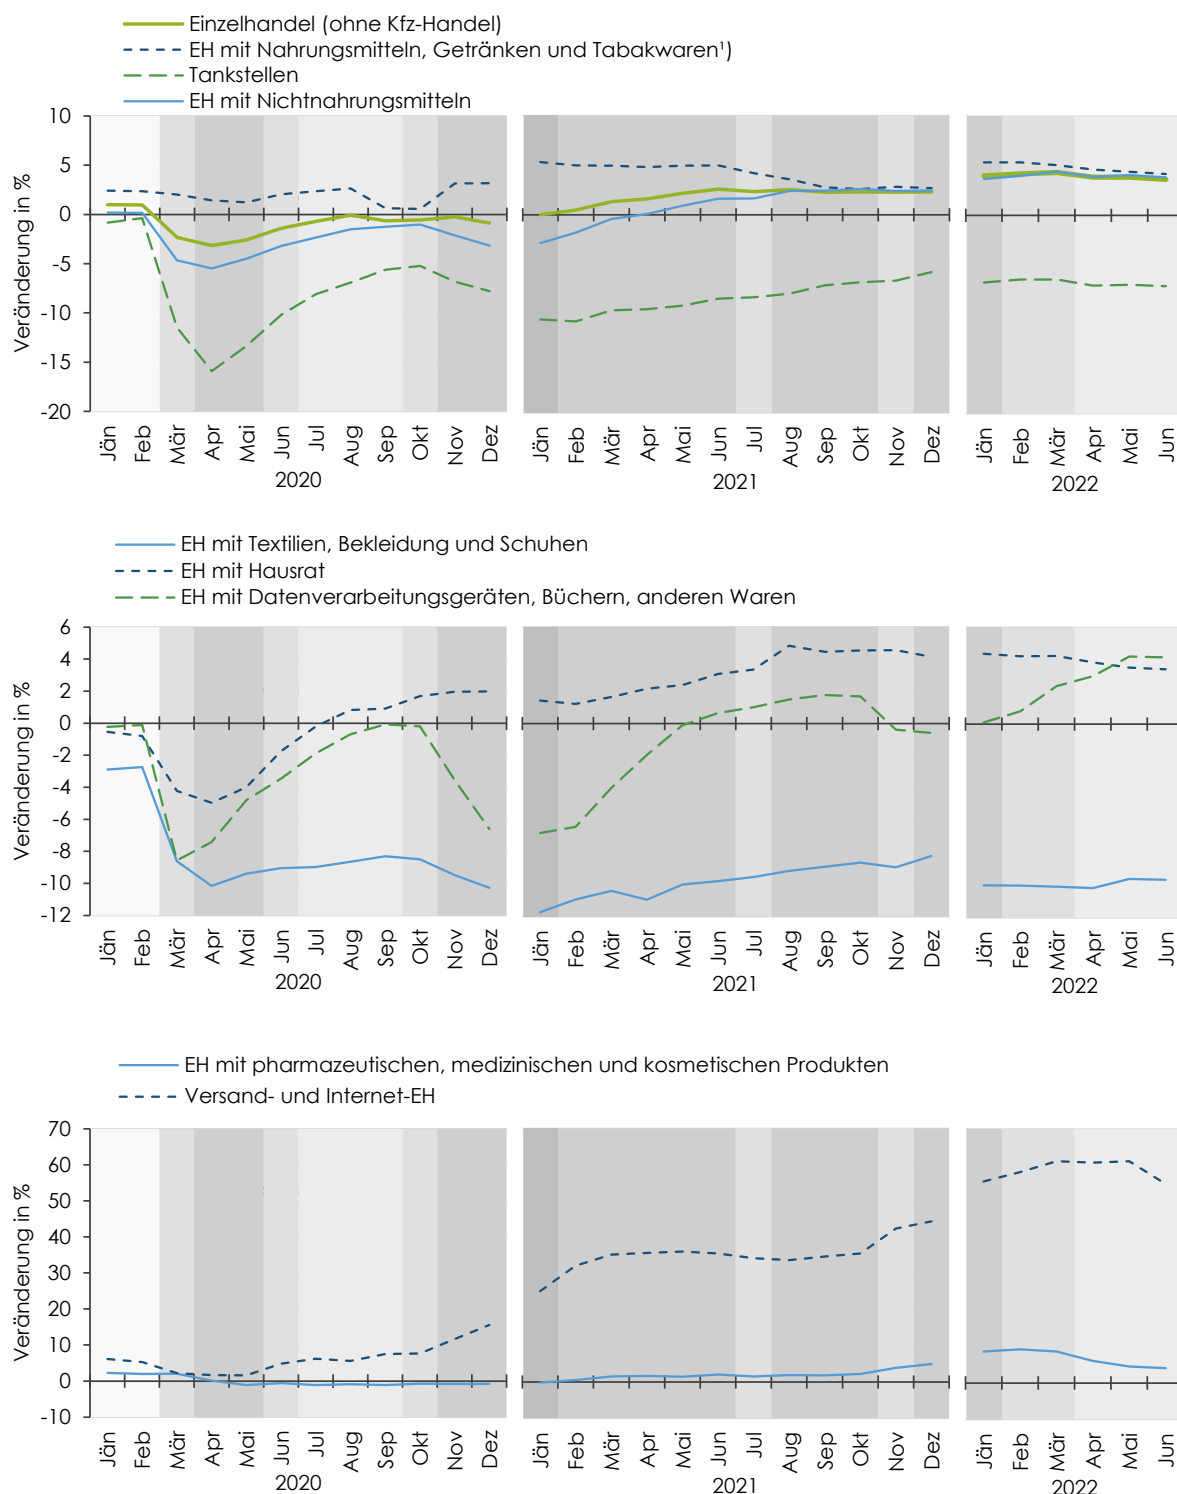 Einzelhandel (ohne Kfz-Handel)
EH mit Nahrungsmitteln, Getränken und Tabakwaren¹)
Tankstellen
EH mit Nichtnahrungsmitteln
Veränderung in %
10
5
0
-5
-10
-15
-20
Jän Feb Mär Apr Mai Jun Jul Aug Sep Okt Nov Dez
2020
Jän Feb Mär Apr Mai Jun Jul Aug Sep Okt Nov Dez
2021
Jän Feb Mär Apr Mai Jun
2022
EH mit Textilien, Bekleidung und Schuhen
EH mit Hausrat
EH mit Datenverarbeitungsgeräten, Büchern, anderen Waren
Veränderung in %
6
4
2
0
-2
-4
-6
-8
-10
-12
Jän Feb Mär Apr Mai Jun Jul Aug Sep Okt Nov Dez
2020
Jän Feb Mär Apr Mai Jun Jul Aug Sep Okt Nov Dez
2021
Jän Feb Mär Apr Mai Jun
2022
EH mit pharmazeutischen, medizinischen und kosmetischen Produkten
Versand- und Internet-EH
Veränderung in %
70
60
50
40
30
20
10
0
-10
Jän Feb Mär Apr Mai Jun Jul Aug Sep Okt Nov Dez
2020
Jän Feb Mär Apr Mai Jun Jul Aug Sep Okt Nov Dez
2021
Jän Feb Mär Apr Mai Jun
2022